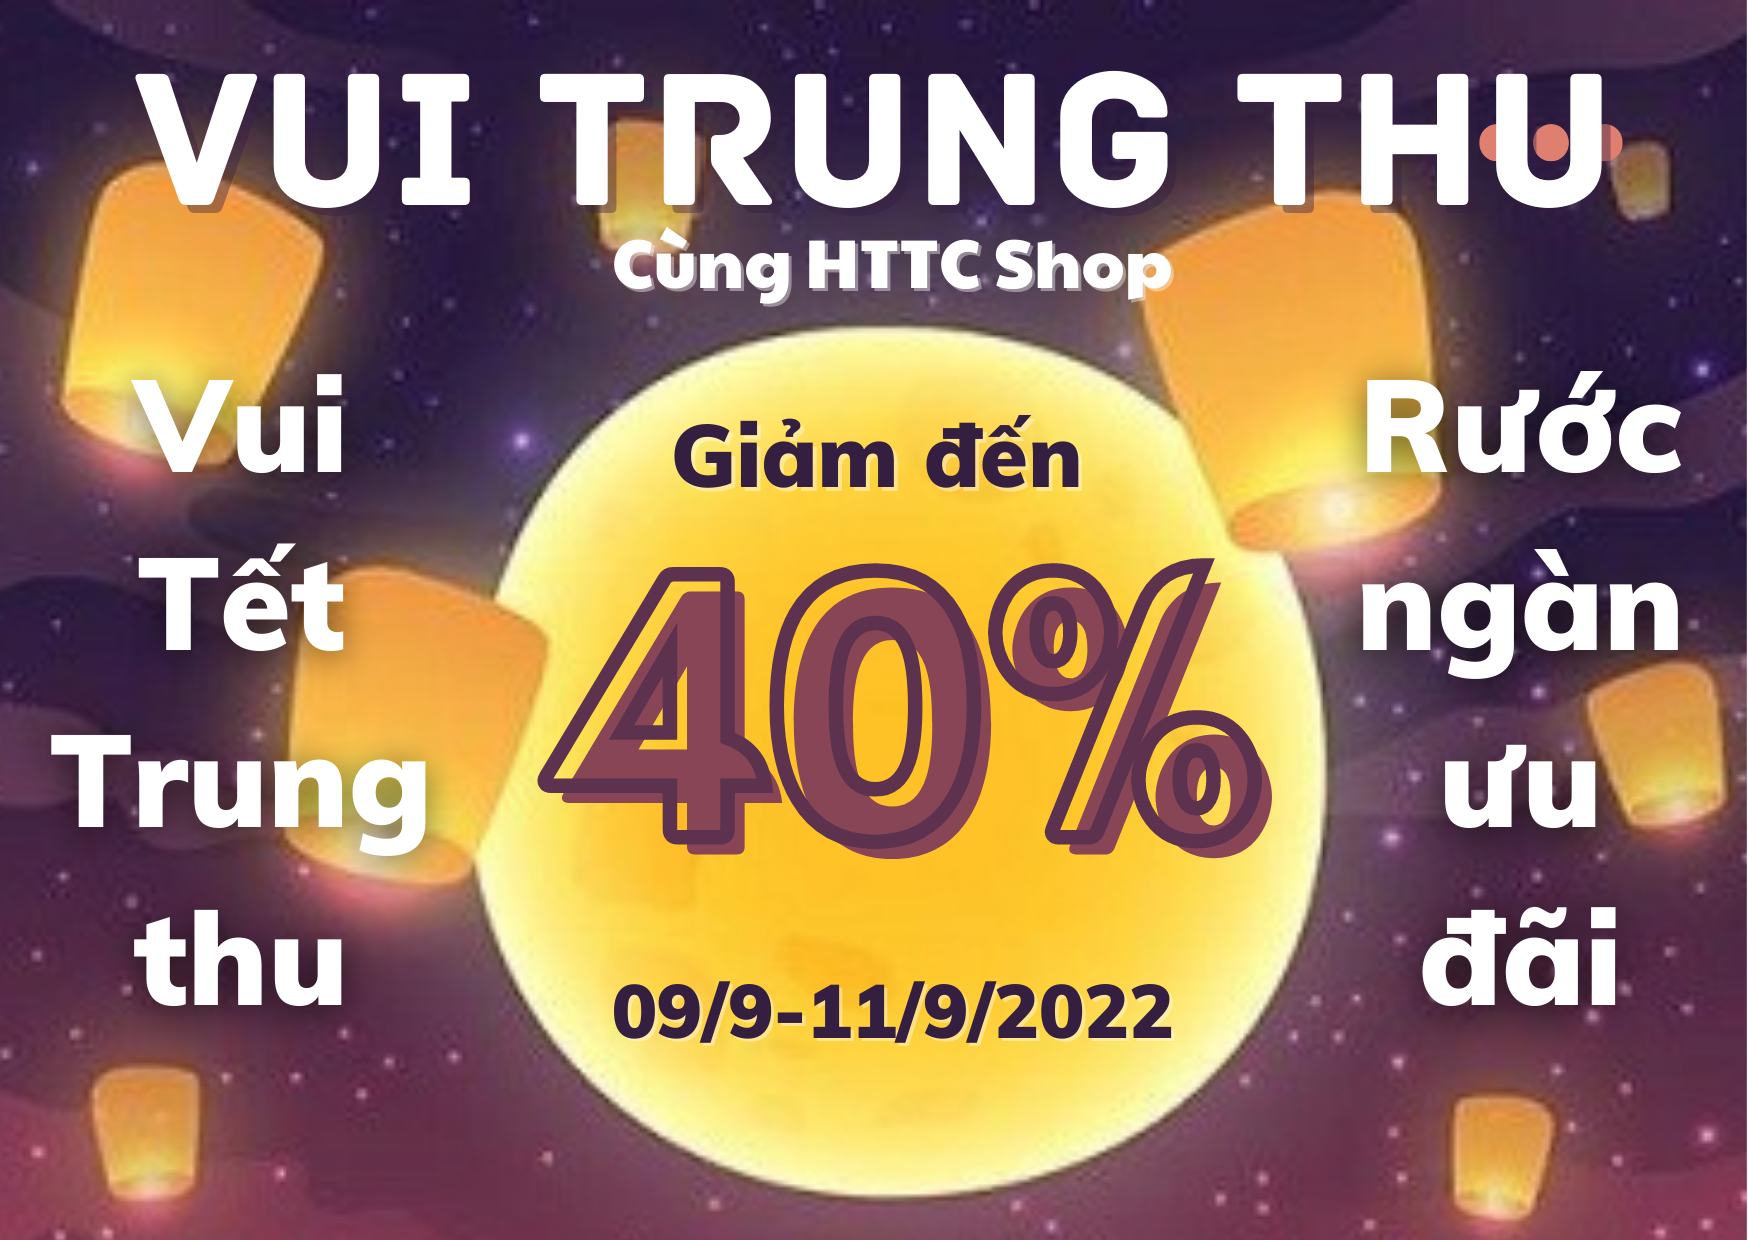 VUI TRUNG THU
Cùng HTTC Shop
Vui
Tết
Trung
thu
Giảm đến
40%
09/9-11/9/2022
Rước
ngàn
ưu
đãi